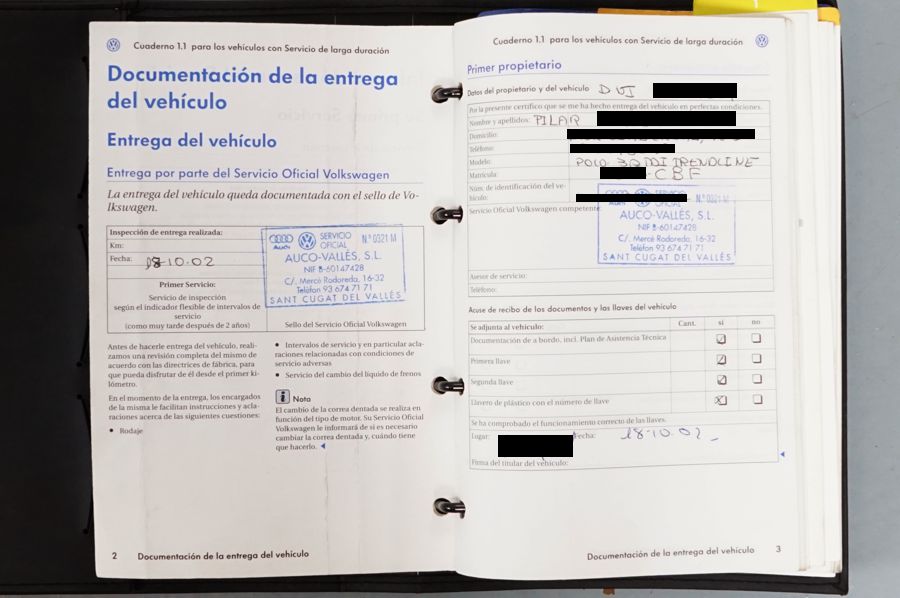 Cuaderno 1.1 para los vehículos con Servicio de larga duración
Documentación de la entrega
del vehículo
Entrega del vehículo
Entrega por parte del Servicio Oficial Volkswagen
La entrega del vehículo queda documentada con el sello de Vo-
lkswagen.
Inspección de entrega realizada:
Km:
Fecha: 18-10-02
Primer Servicio:
Servicio de inspección
según el indicador flexible de intervalos de
servicio
(como muy tarde después de 2 años)
Audi
SERVICIO
OFICIAL
N.º 0321 M
AUCO-VALLÈS, S.L.
NIF B-60147428
C/. Mercè Rodoreda, 16-32
Teléfon 93 674 71 71
SANT CUGAT DEL VALLÈS
Sello del Servicio Oficial Volkswagen
Antes de hacerle entrega del vehículo, reali-
zamos una revisión completa del mismo de
acuerdo con las directrices de fábrica, para
que pueda disfrutar de él desde el primer ki-
lómetro.
En el momento de la entrega, los encargados
de la misma le facilitan instrucciones y acla-
raciones acerca de las siguientes cuestiones:
• Rodaje
• Intervalos de servicio y en particular acla-
raciones relacionadas con condiciones de
servicio adversas
• Servicio del cambio del líquido de frenos
i Nota
El cambio de la correa dentada se realiza en
función del tipo de motor. Su Servicio Oficial
Volkswagen le informará de si es necesario
cambiar la correa dentada y, cuándo tiene
que hacerlo.
2 Documentación de la entrega del vehículo
Cuaderno 1.1 para los vehículos con Servicio de larga duración
Primer propietario
Datos del propietario y del vehículo
Por la presente certifico que se me ha hecho entrega del vehículo en perfectas condiciones.
Nombre y apellidos: PILAR
Domicilio:
Teléfono:
Modelo: POLO 3P TDI TRENDLINE
Matrícula: -CBF
Núm. de identificación del ve-
hículo:
Servicio Oficial Volkswagen competente
Audi
SERVICIO
OFICIAL
N.º 0321 M
AUCO-VALLÈS, S.L.
NIF B-60147428
C/. Mercè Rodoreda, 16-32
Teléfon 93 674 71 71
SANT CUGAT DEL VALLÈS
Asesor de servicio:
Teléfono:
Acuse de recibo de los documentos y las llaves del vehículo
Se adjunta al vehículo: Cant. sí no
Documentación de a bordo, incl. Plan de Asistencia Técnica
Primera llave
Segunda llave
Llavero de plástico con el número de llave
Se ha comprobado el funcionamiento correcto de las llaves.
Lugar: Fecha: 18-10-02
Firma del titular del vehículo:
Documentación de la entrega del vehículo 3